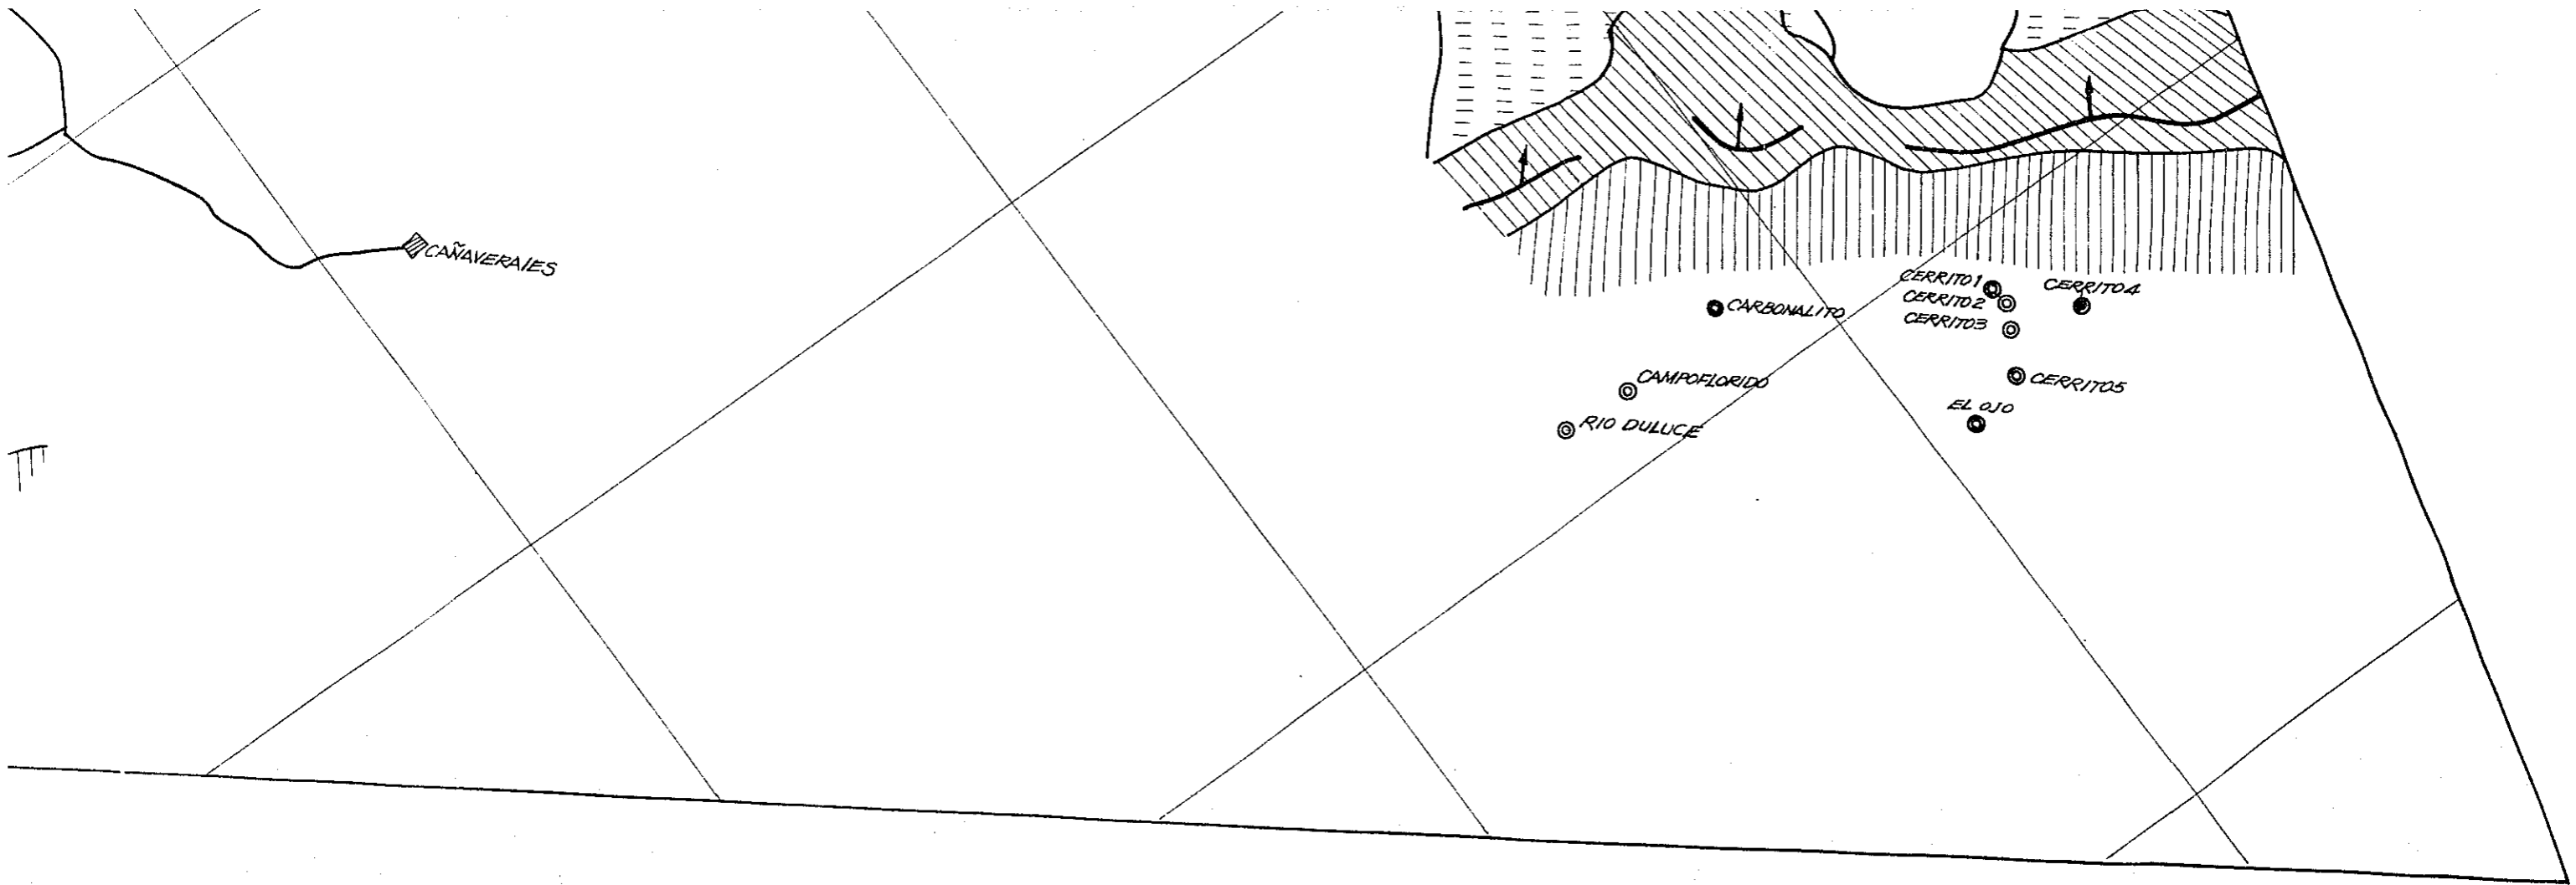 CAÑAVERAIES
CERRITO1
CERRITO2
CERRITO3
CERRITO4
CARBONALITO
CAMPOFLORIDO
CERRITO5
EL OJO
RIO DULUCE